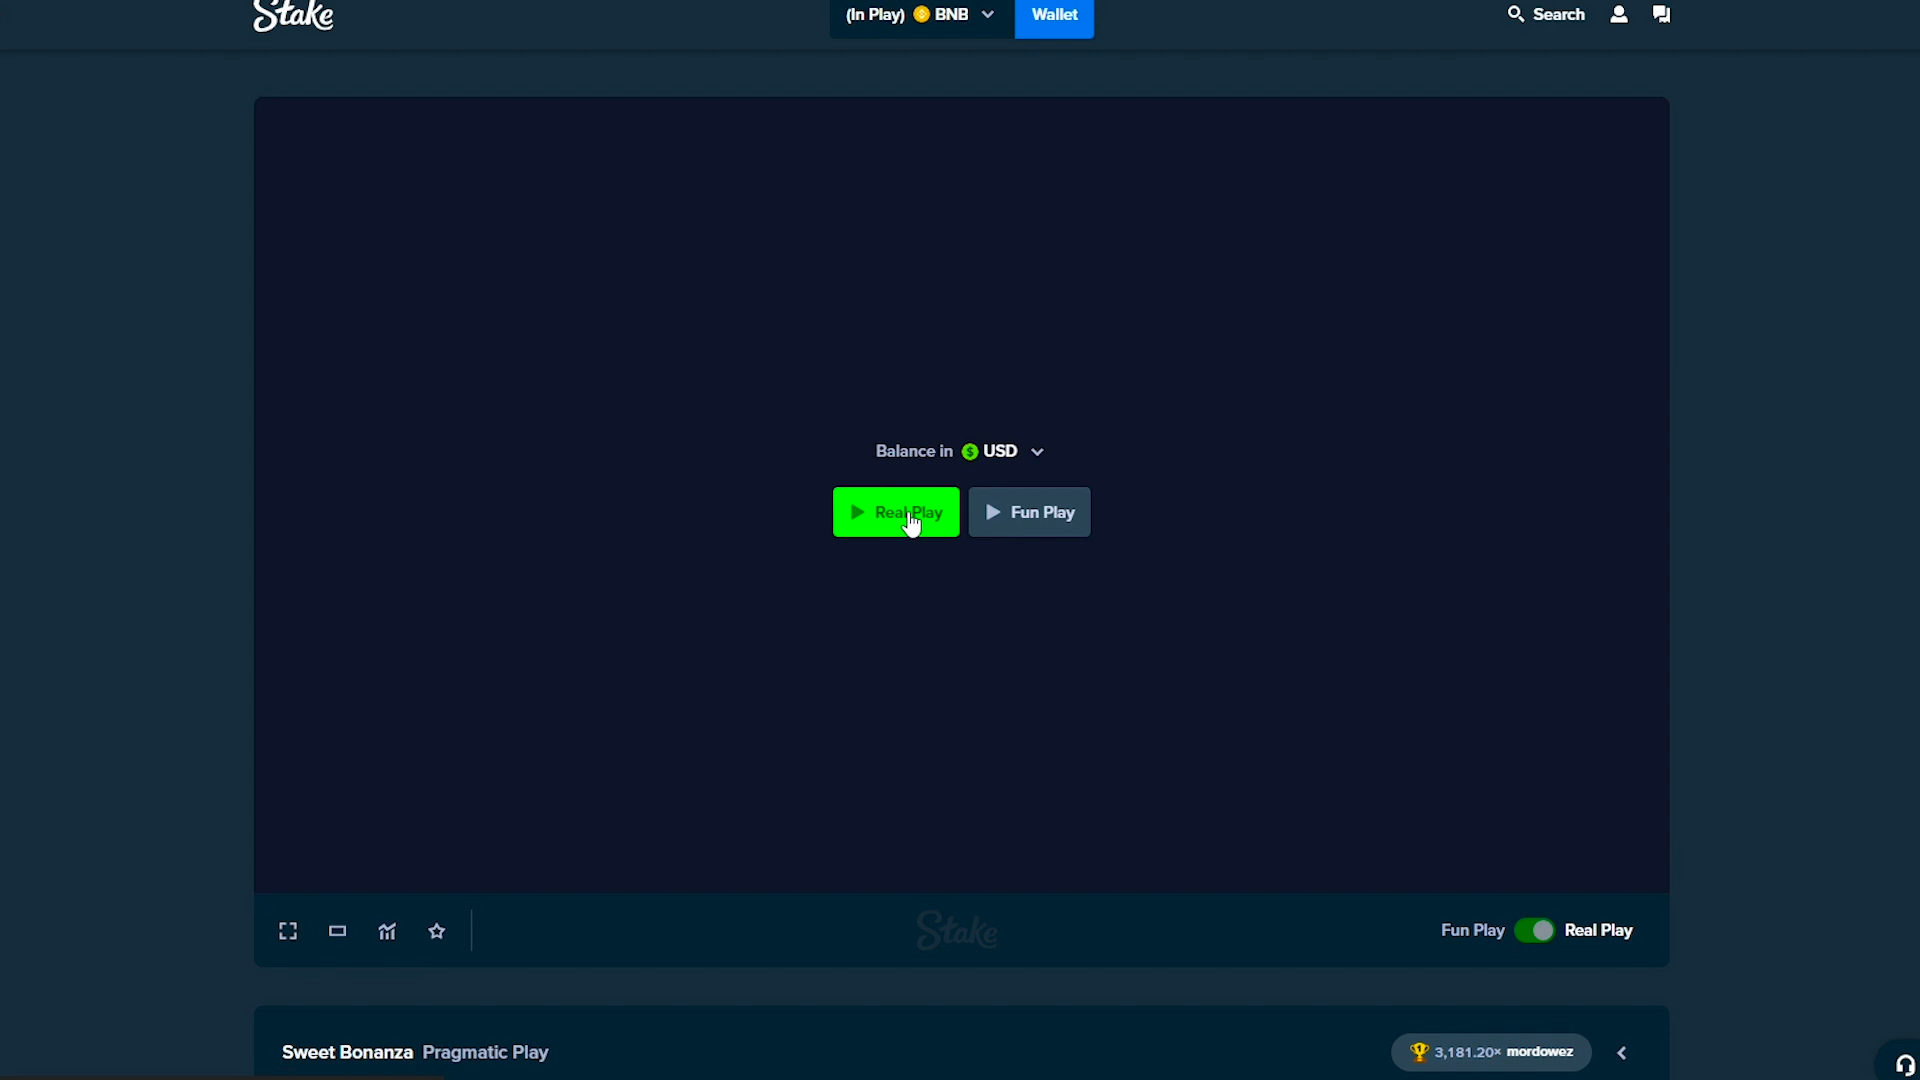 Stake
(In Play) BNB
Wallet
Search
Balance in $ USD
Real Play
Fun Play
Stake
Fun Play
Real Play
Sweet Bonanza Pragmatic Play
1 3,181.20× mordowez